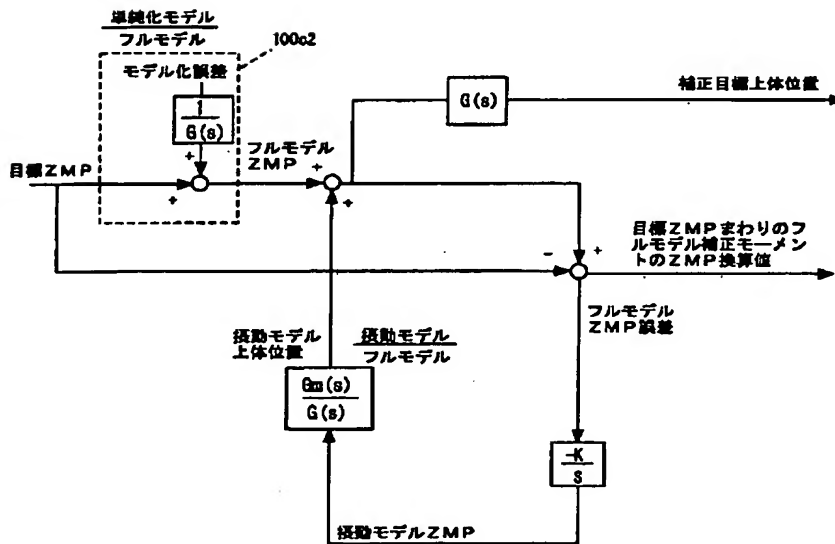 単純化モデル
フルモデル
100c2
モデル化誤差
1
G(s)
+
目標ZMP
+
フルモデル
ZMP
+
+
G(s)
補正目標上体位置
-
+
目標ZMPまわりのフ
ルモデル補正モーメン
トのZMP換算値
フルモデル
ZMP誤差
摂動モデル
上体位置
摂動モデル
フルモデル
Gm(s)
G(s)
-K
S
摂動モデルZMP